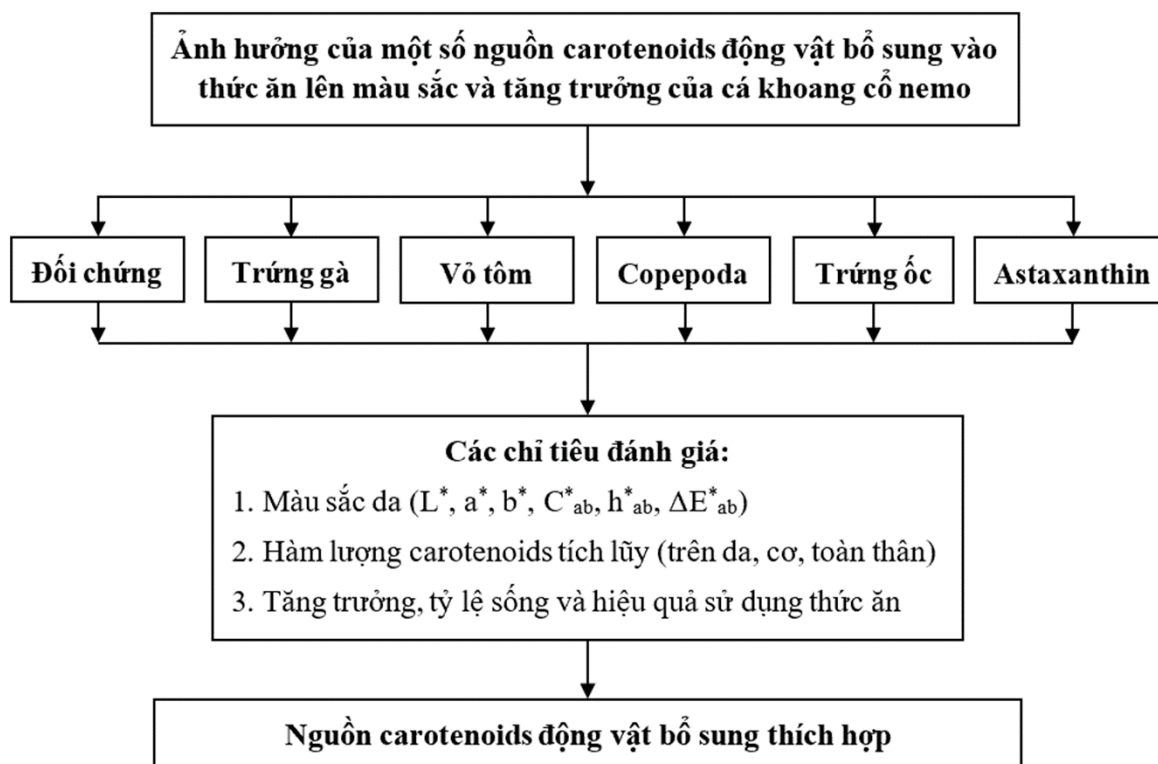 Ảnh hưởng của một số nguồn carotenoids động vật bổ sung vào
thức ăn lên màu sắc và tăng trưởng của cá khoang cổ nemo
Đối chứng
Trứng gà
Vỏ tôm
Copepoda
Trứng ốc
Astaxanthin
Các chỉ tiêu đánh giá:
1. Màu sắc da (L*, a*, b*, C*ab, h*ab, ΔE*ab)
2. Hàm lượng carotenoids tích lũy (trên da, cơ, toàn thân)
3. Tăng trưởng, tỷ lệ sống và hiệu quả sử dụng thức ăn
Nguồn carotenoids động vật bổ sung thích hợp